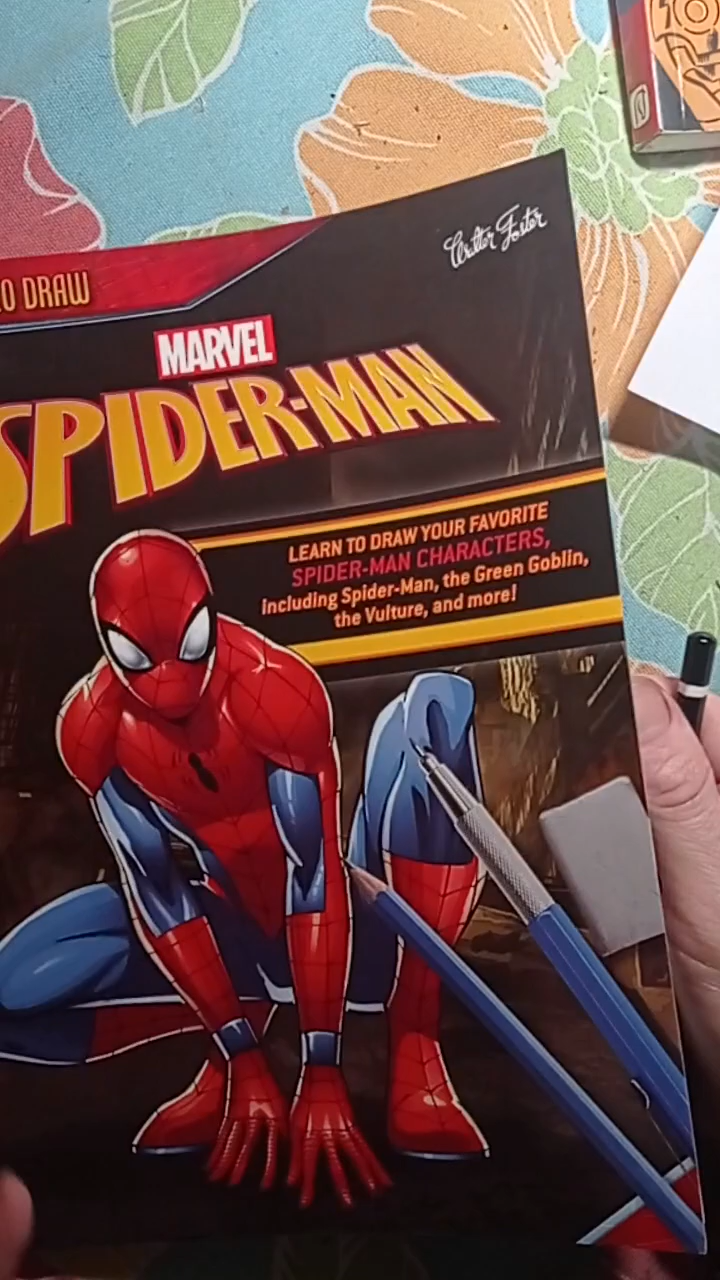 Walter Foster
O DRAW
MARVEL
SPIDER-MAN
LEARN TO DRAW YOUR FAVORITE
SPIDER-MAN CHARACTERS,
including Spider-Man, the Green Goblin,
the Vulture, and more!